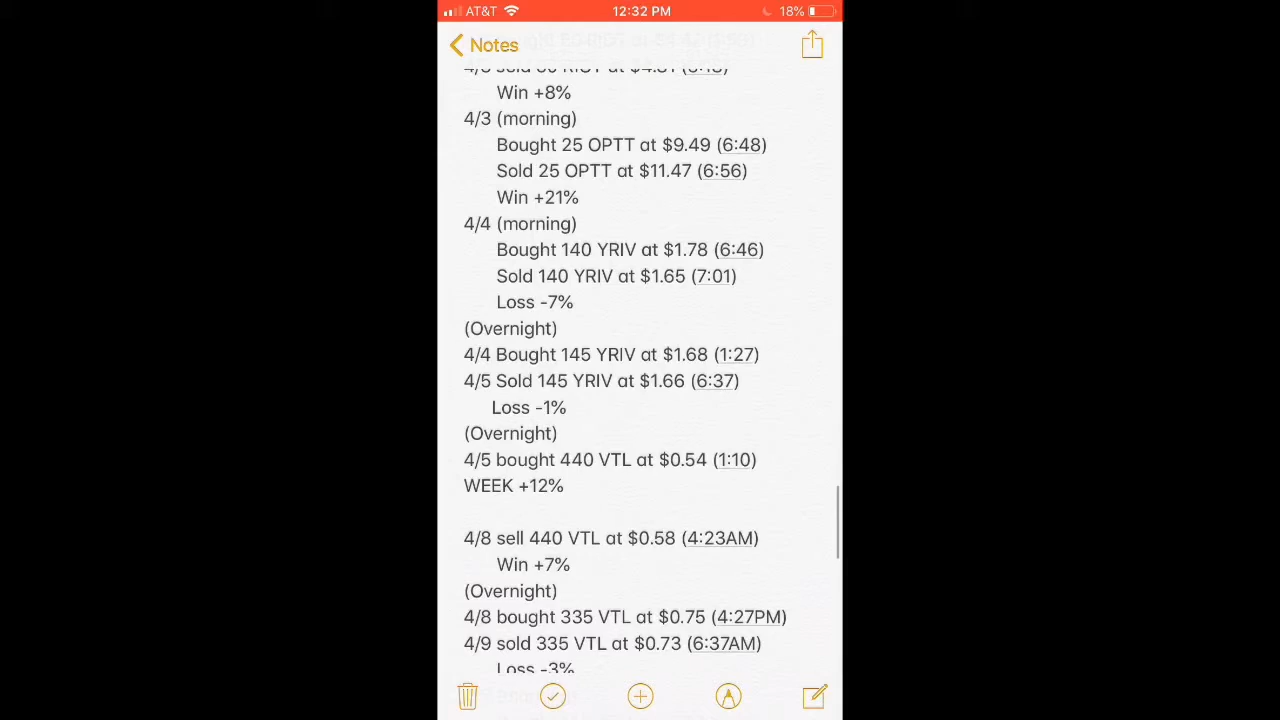 AT&T 12:32 PM 18%
Notes
Win +8%
4/3 (morning)
Bought 25 OPTT at $9.49 (6:48)
Sold 25 OPTT at $11.47 (6:56)
Win +21%
4/4 (morning)
Bought 140 YRIV at $1.78 (6:46)
Sold 140 YRIV at $1.65 (7:01)
Loss -7%
(Overnight)
4/4 Bought 145 YRIV at $1.68 (1:27)
4/5 Sold 145 YRIV at $1.66 (6:37)
Loss -1%
(Overnight)
4/5 bought 440 VTL at $0.54 (1:10)
WEEK +12%
4/8 sell 440 VTL at $0.58 (4:23AM)
Win +7%
(Overnight)
4/8 bought 335 VTL at $0.75 (4:27PM)
4/9 sold 335 VTL at $0.73 (6:37AM)
Loss -3%